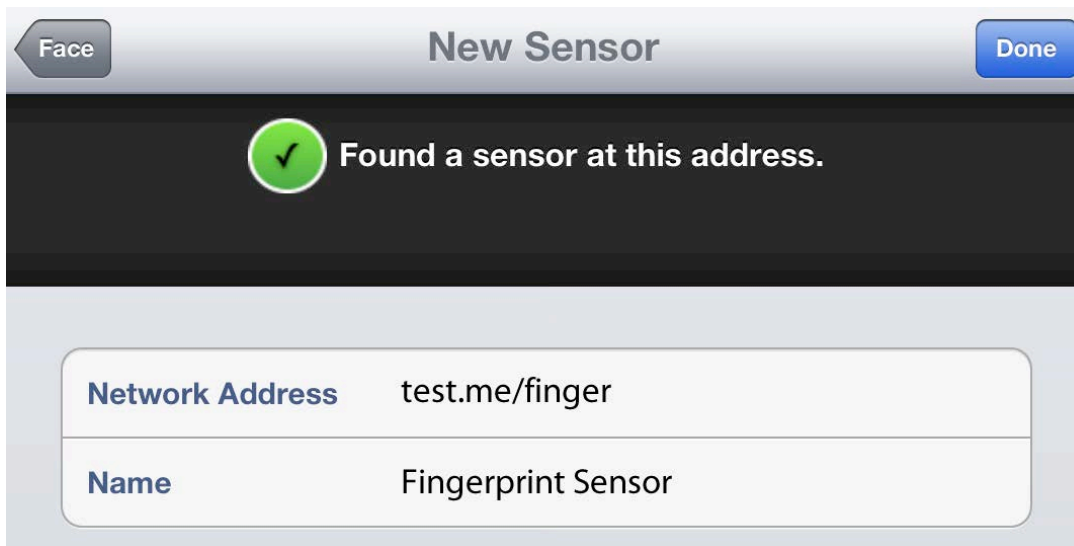 Face New Sensor Done
✓ Found a sensor at this address.
Network Address test.me/finger
Name Fingerprint Sensor